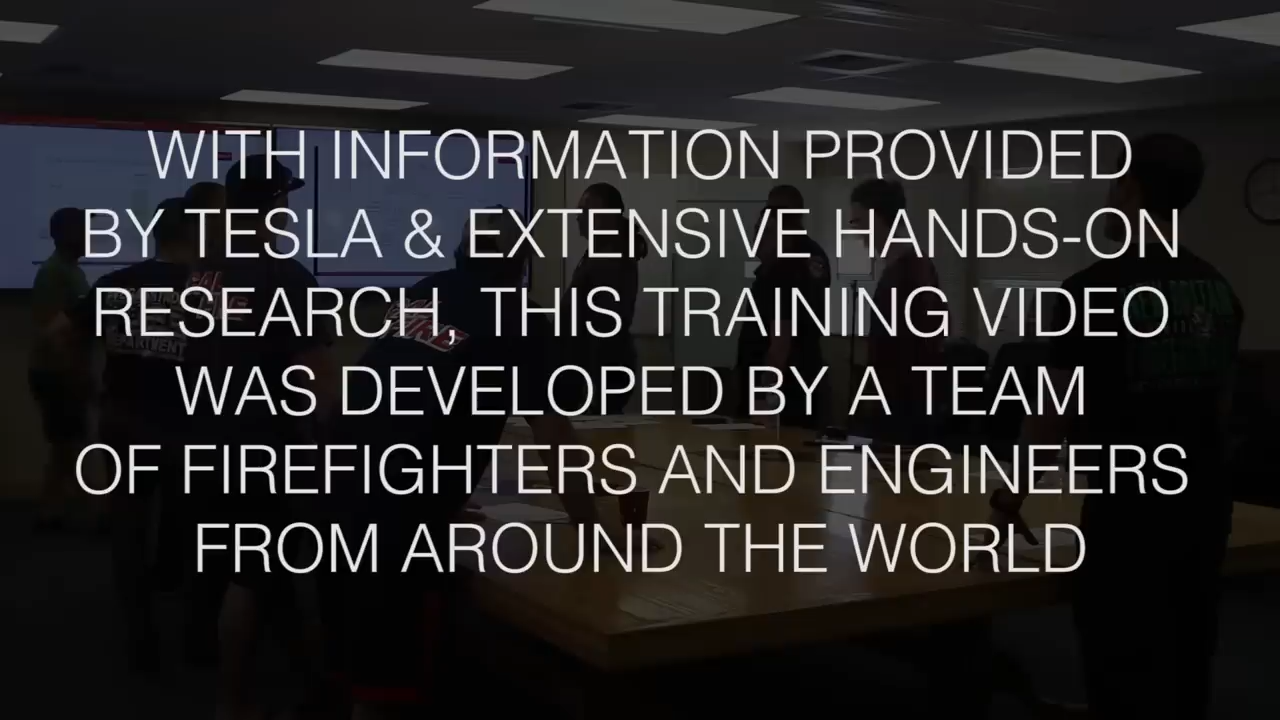 WITH INFORMATION PROVIDED
BY TESLA & EXTENSIVE HANDS-ON
RESEARCH, THIS TRAINING VIDEO
WAS DEVELOPED BY A TEAM
OF FIREFIGHTERS AND ENGINEERS
FROM AROUND THE WORLD